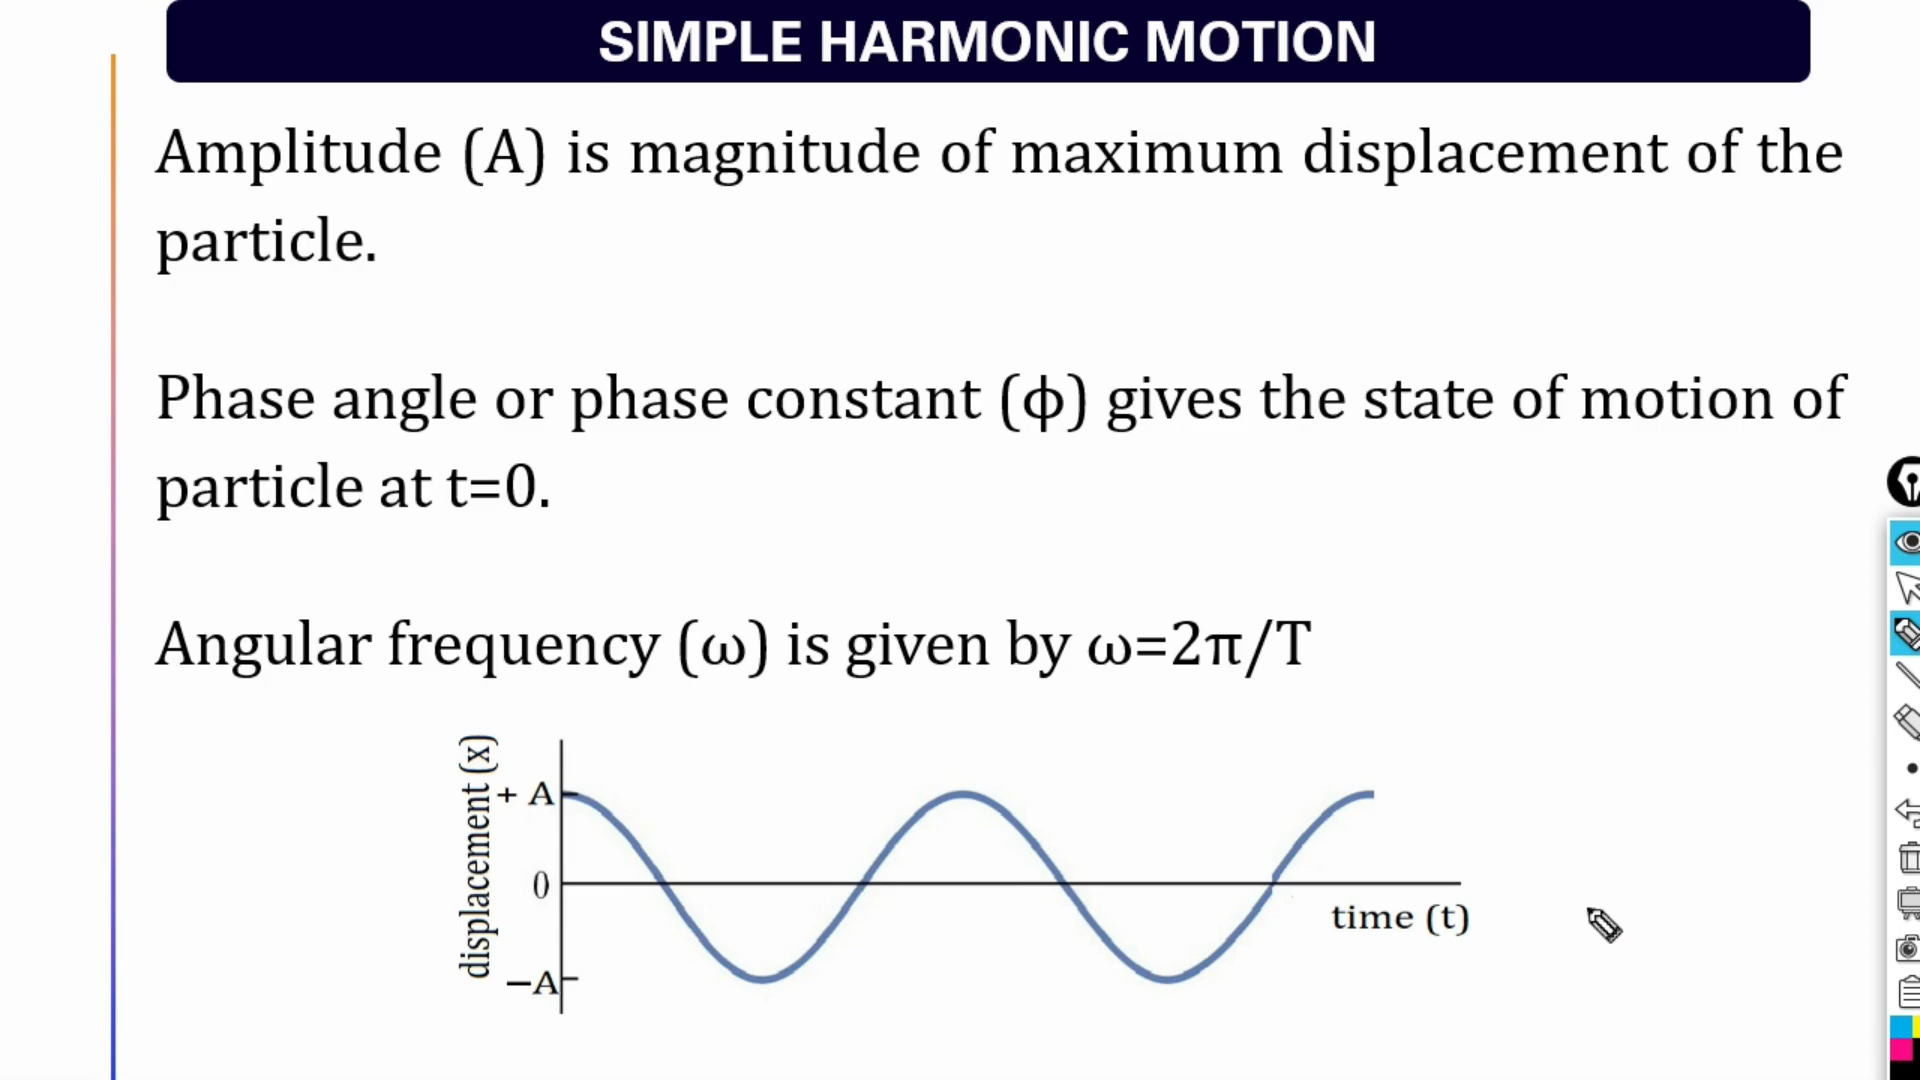 SIMPLE HARMONIC MOTION
Amplitude (A) is magnitude of maximum displacement of the
particle.
Phase angle or phase constant (ϕ) gives the state of motion of
particle at t=0.
Angular frequency (ω) is given by ω=2π/T
displacement (x)
+ A
0
−A
time (t)